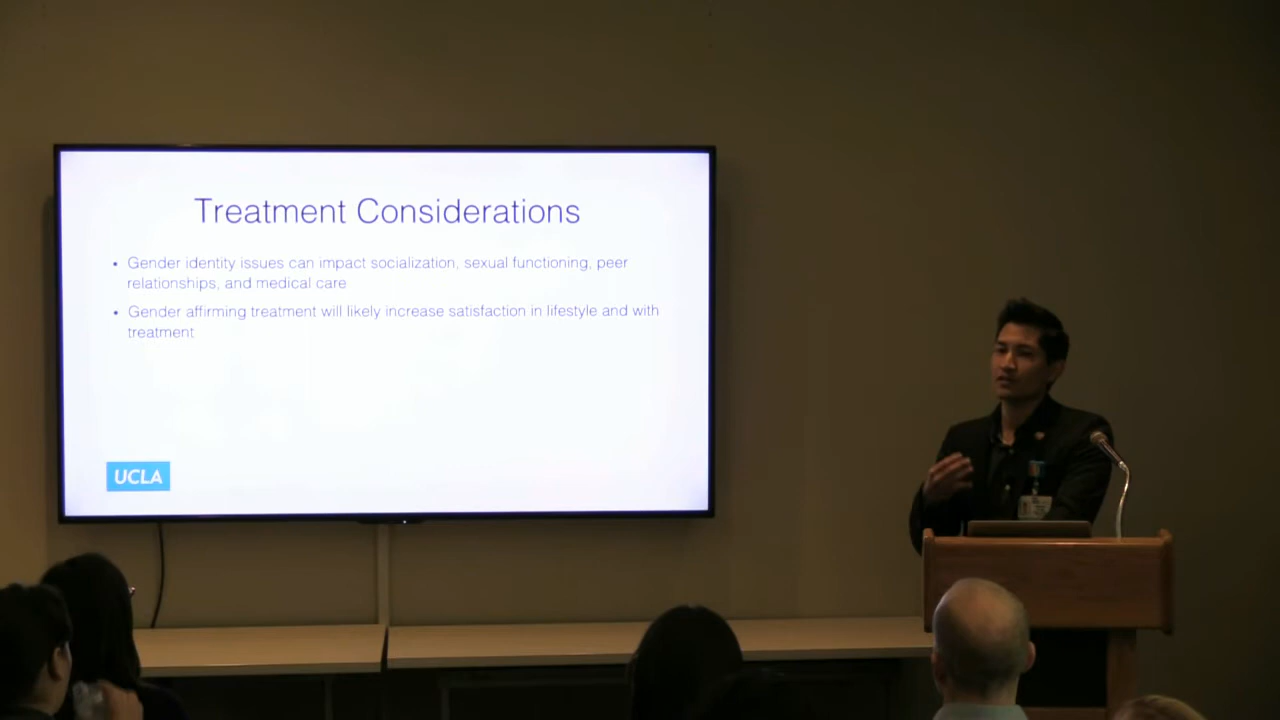 Treatment Considerations
• Gender identity issues can impact socialization, sexual functioning, peer
relationships, and medical care
• Gender affirming treatment will likely increase satisfaction in lifestyle and with
treatment
UCLA